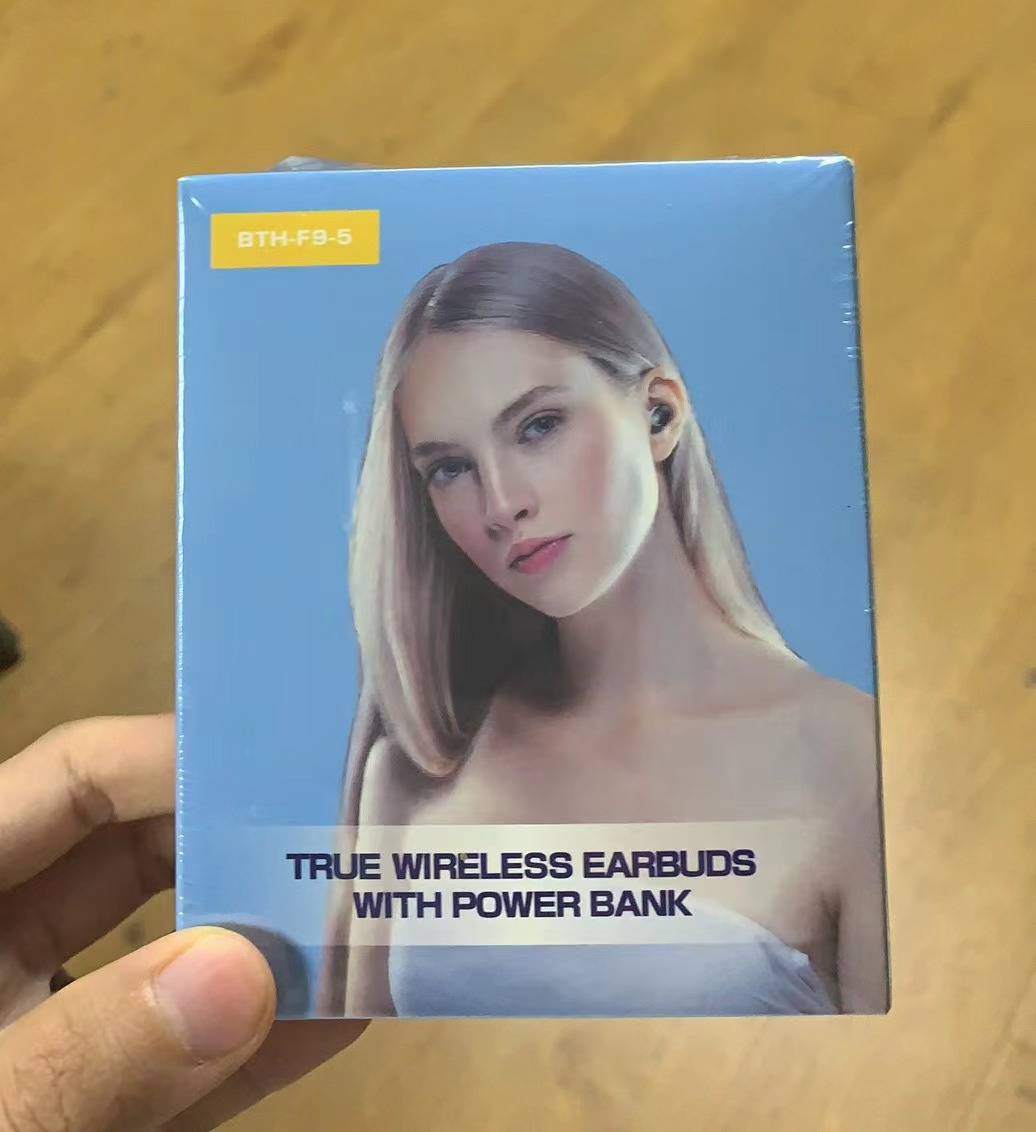 BTH-F9-5
TRUE WIRELESS EARBUDS
WITH POWER BANK